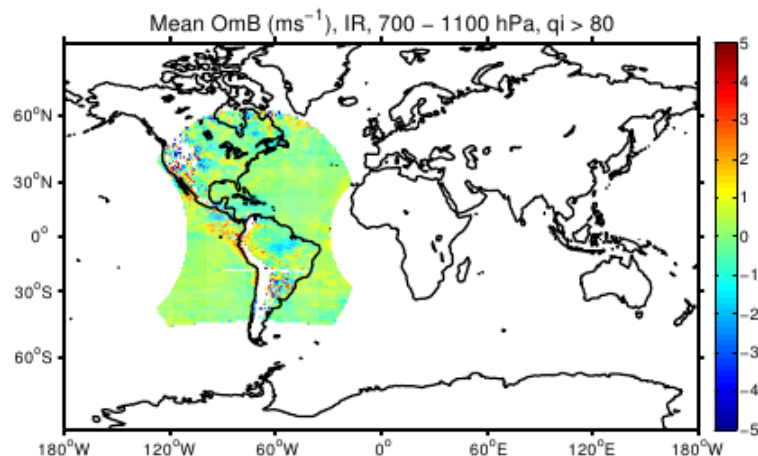 Mean OmB (ms⁻¹), IR, 700 − 1100 hPa, qi > 80
60°N
30°N
0°
30°S
60°S
180°W 120°W 60°W 0° 60°E 120°E 180°W
5
4
3
2
1
0
−1
−2
−3
−4
−5